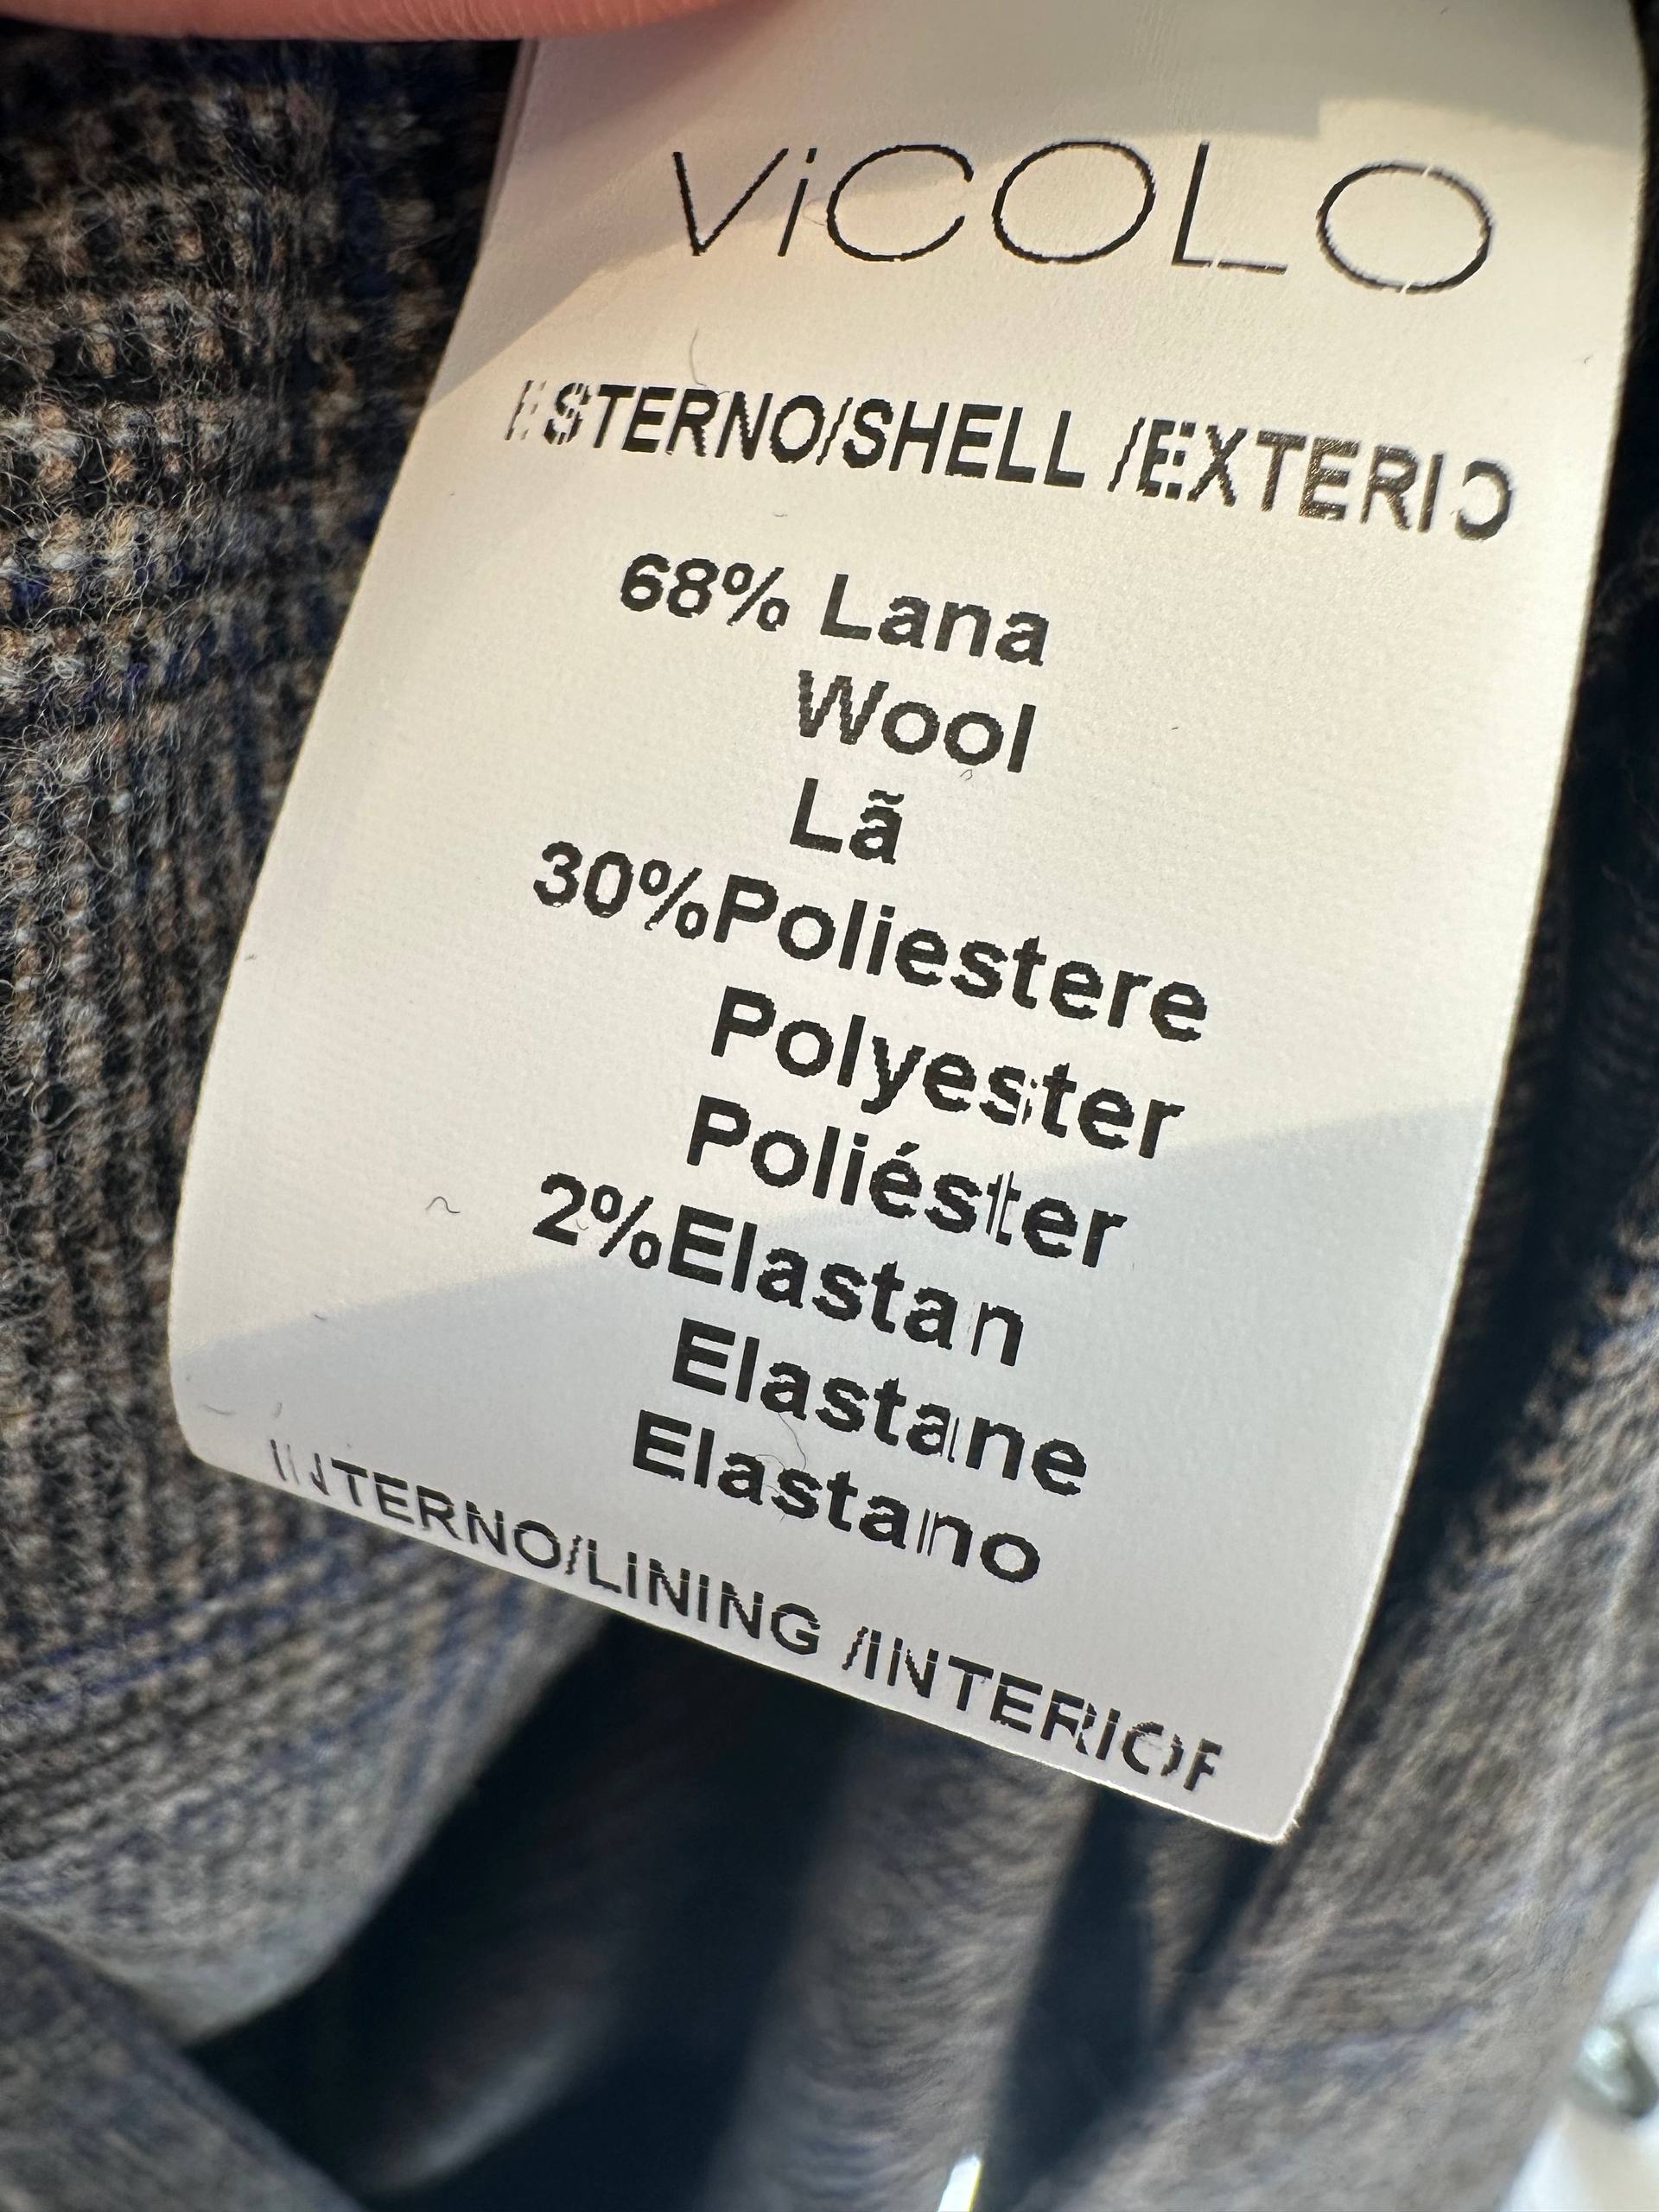 ViCOLO
ESTERNO/SHELL /EXTERIO
68% Lana
Wool
Lã
30%Poliestere
Polyester
Poliéster
2%Elastan
Elastane
Elastano
INTERNO/LINING /INTERIOR